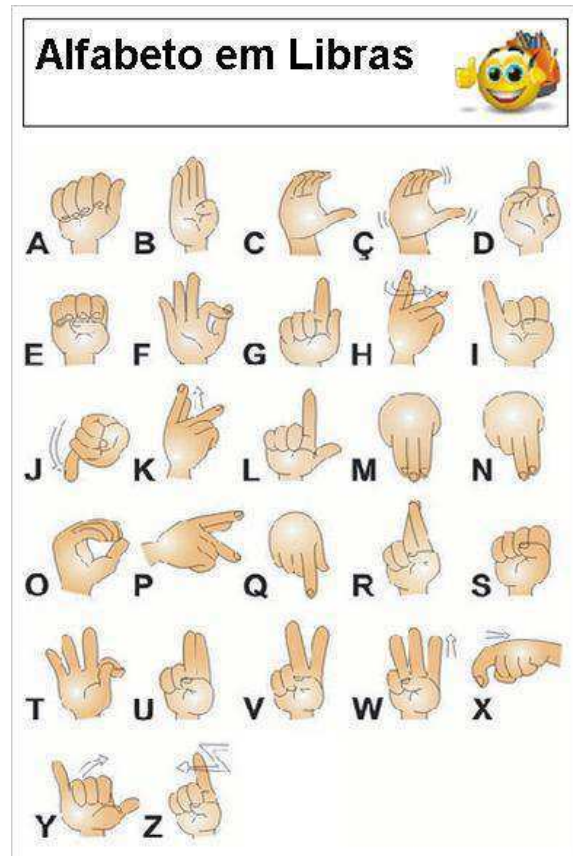 Alfabeto em Libras
A B C Ç D
E F G H I
J K L M N
O P Q R S
T U V W X
Y Z